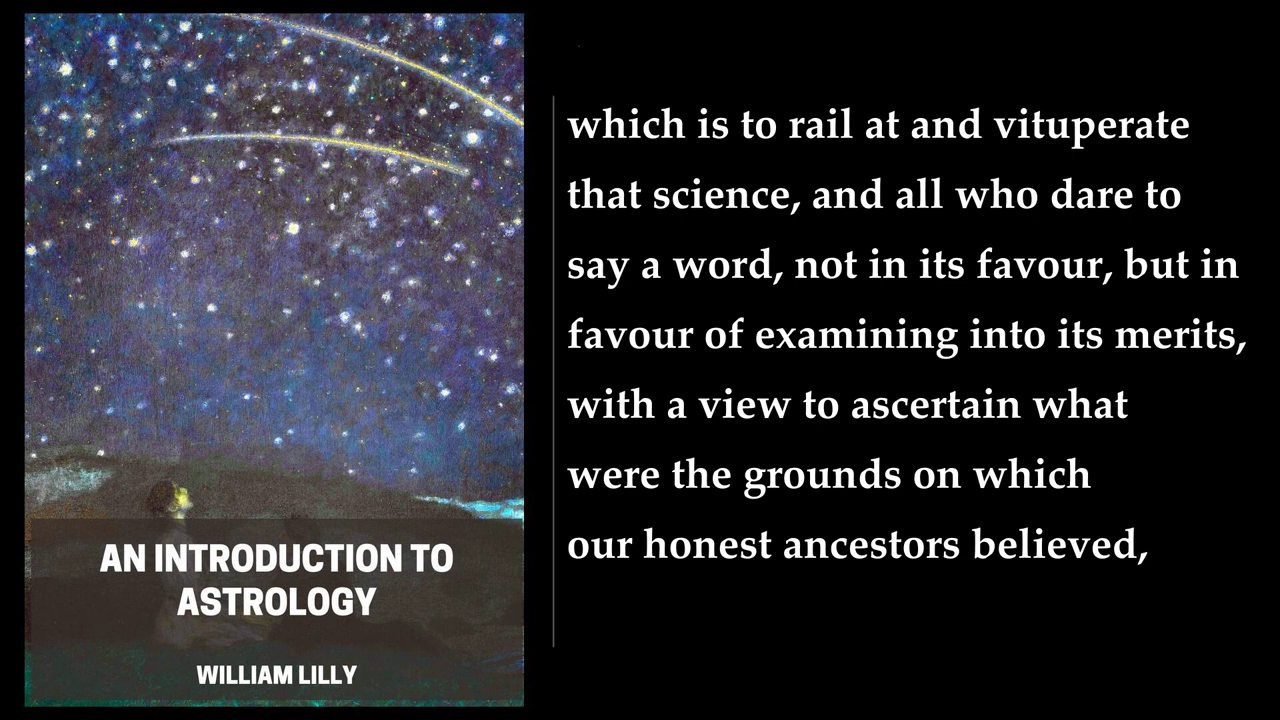 AN INTRODUCTION TO
ASTROLOGY
WILLIAM LILLY
which is to rail at and vituperate
that science, and all who dare to
say a word, not in its favour, but in
favour of examining into its merits,
with a view to ascertain what
were the grounds on which
our honest ancestors believed,